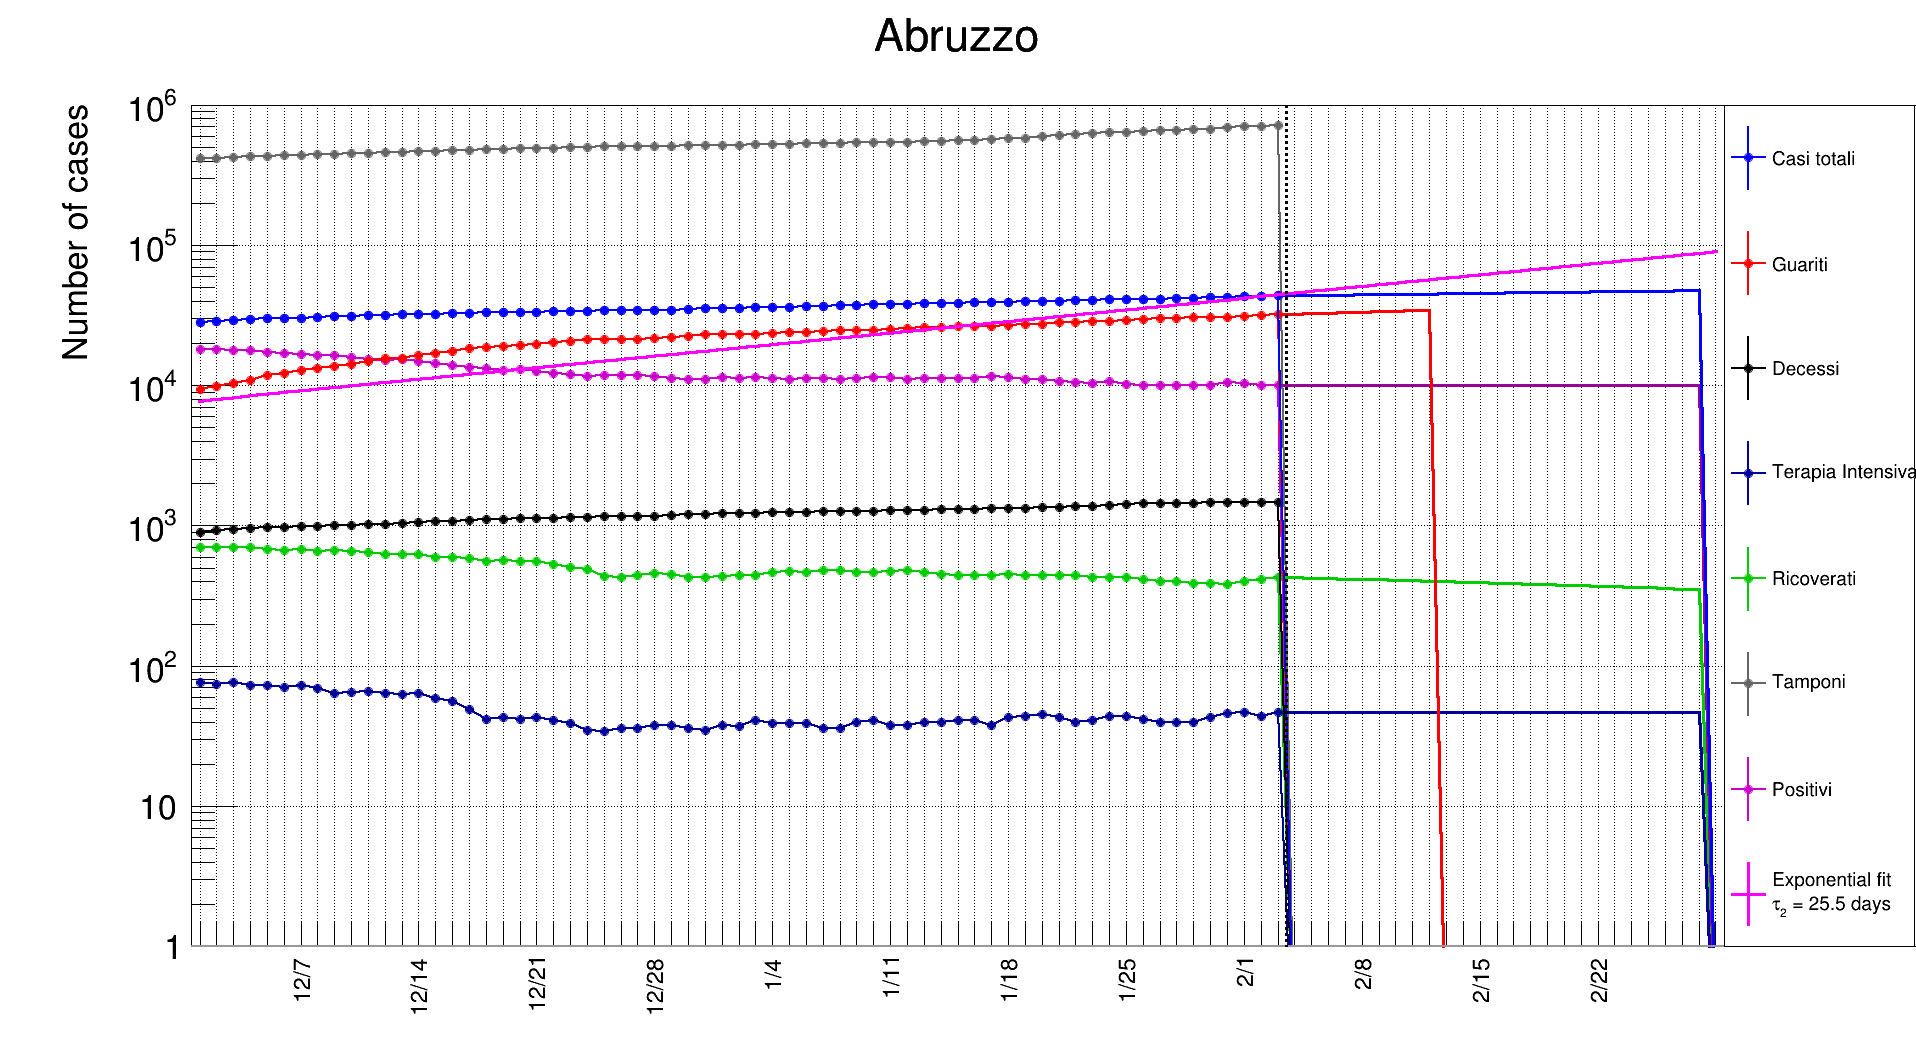 Abruzzo
Number of cases
10^6
10^5
10^4
10^3
10^2
10
1
12/7
12/14
12/21
12/28
1/4
1/11
1/18
1/25
2/1
2/8
2/15
2/22
Casi totali
Guariti
Decessi
Terapia Intensiva
Ricoverati
Tamponi
Positivi
Exponential fit
τ_2 = 25.5 days